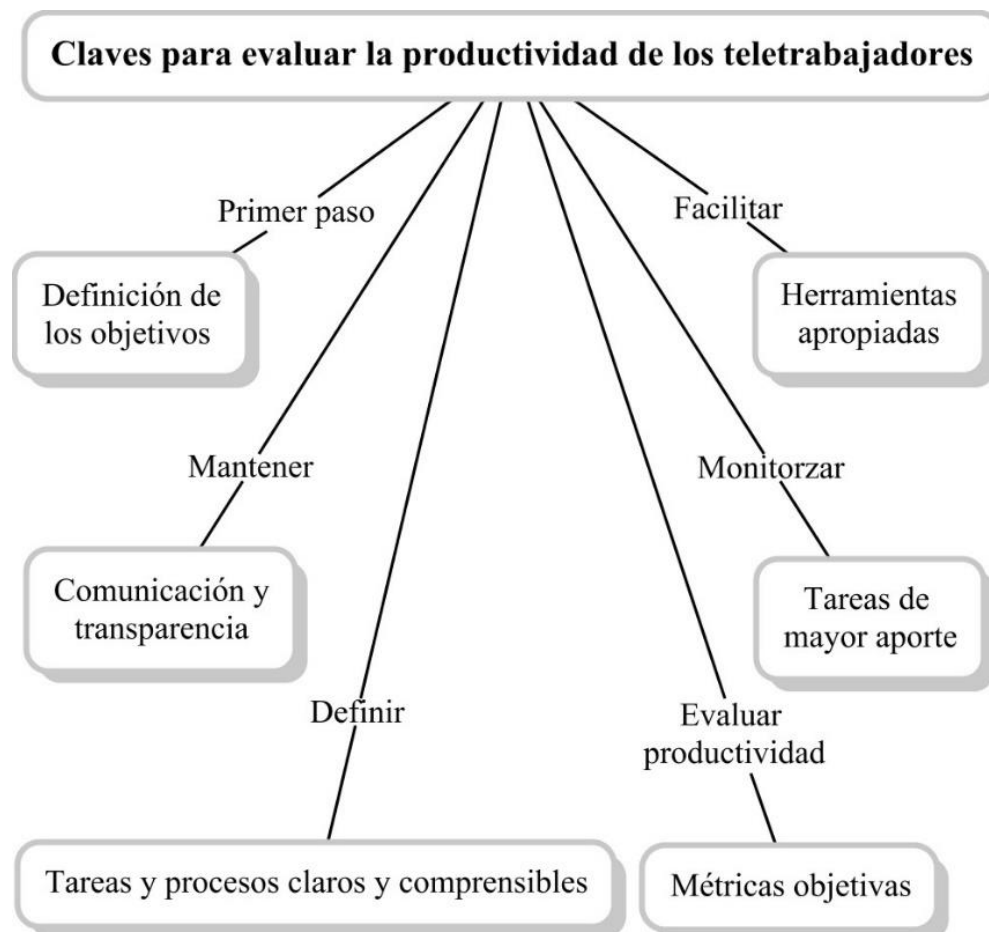 Claves para evaluar la productividad de los teletrabajadores
Primer paso
Facilitar
Definición de
los objetivos
Herramientas
apropiadas
Mantener
Monitorzar
Comunicación y
transparencia
Tareas de
mayor aporte
Definir
Evaluar
productividad
Tareas y procesos claros y comprensibles
Métricas objetivas